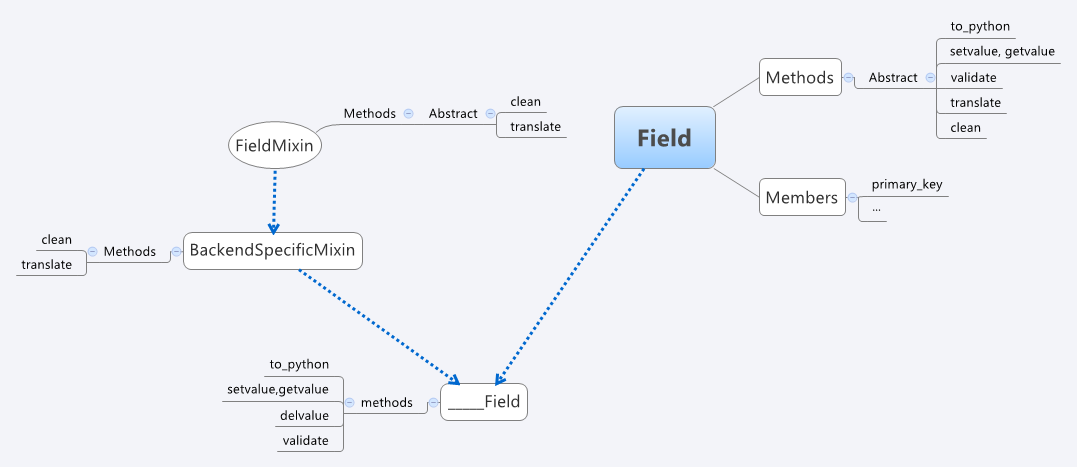 to_python
setvalue, getvalue
Methods
Abstract
validate
translate
clean
Field
Members
primary_key
...
FieldMixin
Methods
Abstract
clean
translate
BackendSpecificMixin
Methods
clean
translate
_____Field
methods
to_python
setvalue,getvalue
delvalue
validate